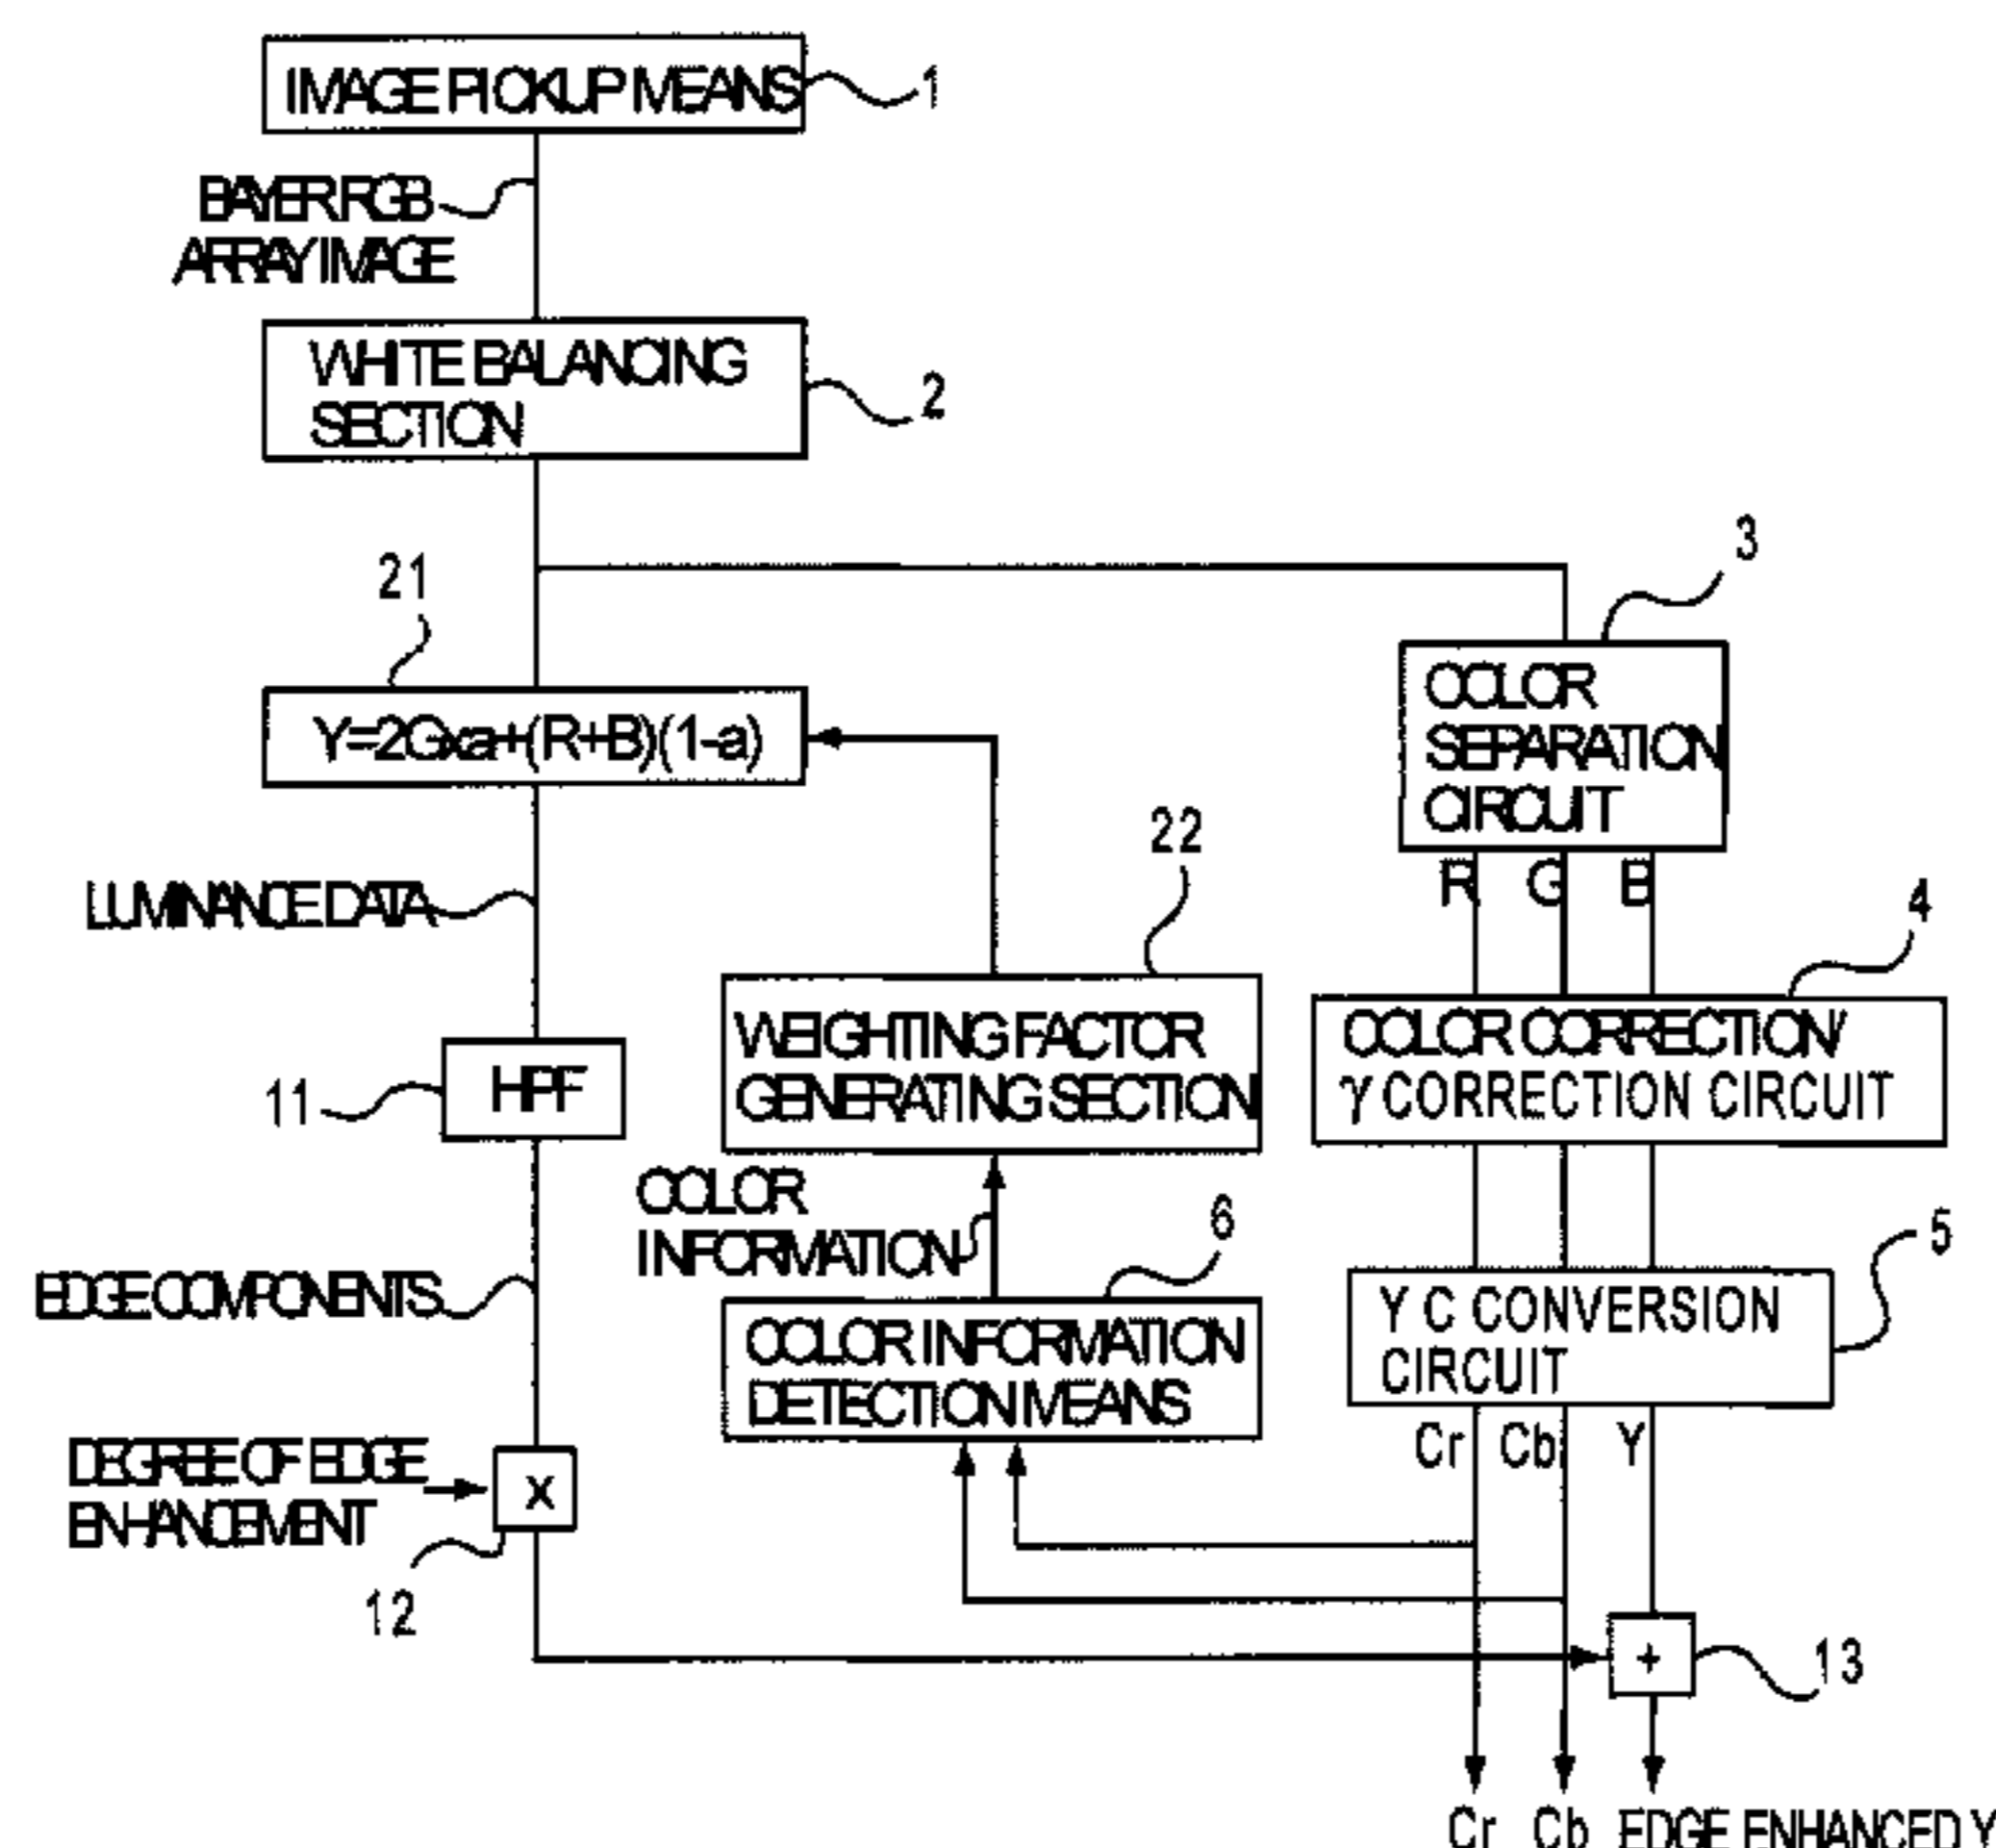 IMAGE PICKUP MEANS
1
BAYER RGB
ARRAY IMAGE
WHITE BALANCING
SECTION
2
3
21
Y=2Gxa+(R+B)(1-a)
COLOR
SEPARATION
CIRCUIT
22
R G B
LUMINANCE DATA
4
WEIGHTING FACTOR
GENERATING SECTION
COLOR CORRECTION/
γ CORRECTION CIRCUIT
11
HPF
COLOR
INFORMATION
6
5
EDGE COMPONENTS
COLOR INFORMATION
DETECTION MEANS
Y C CONVERSION
CIRCUIT
Cr Cb Y
DEGREE OF EDGE
ENHANCEMENT
x
12
+
13
Cr Cb EDGE ENHANCED Y